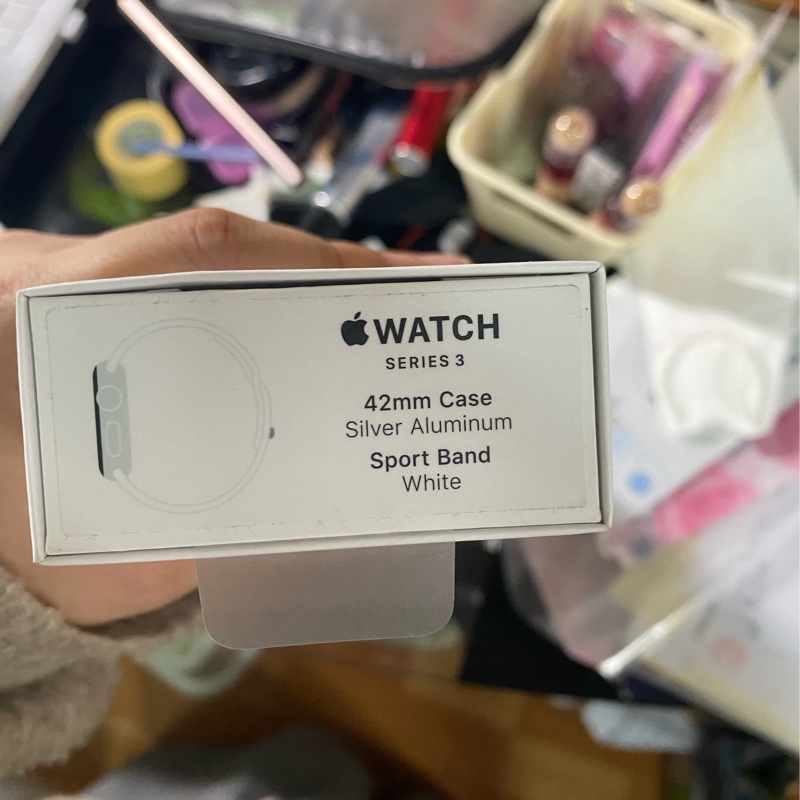 WATCH
SERIES 3
42mm Case
Silver Aluminum
Sport Band
White